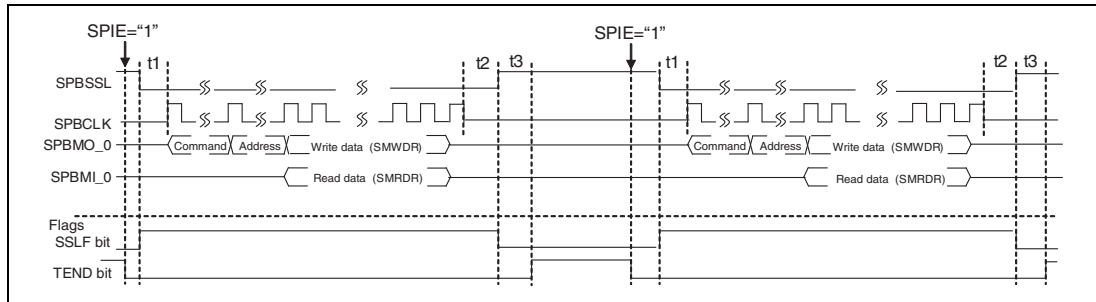 SPIE="1" SPIE="1"
t1 t2 t3 t1 t2 t3
SPBSSL
SPBCLK
SPBMO_0 Command Address Write data (SMWDR) Command Address Write data (SMWDR)
SPBMI_0 Read data (SMRDR) Read data (SMRDR)
Flags
SSLF bit
TEND bit